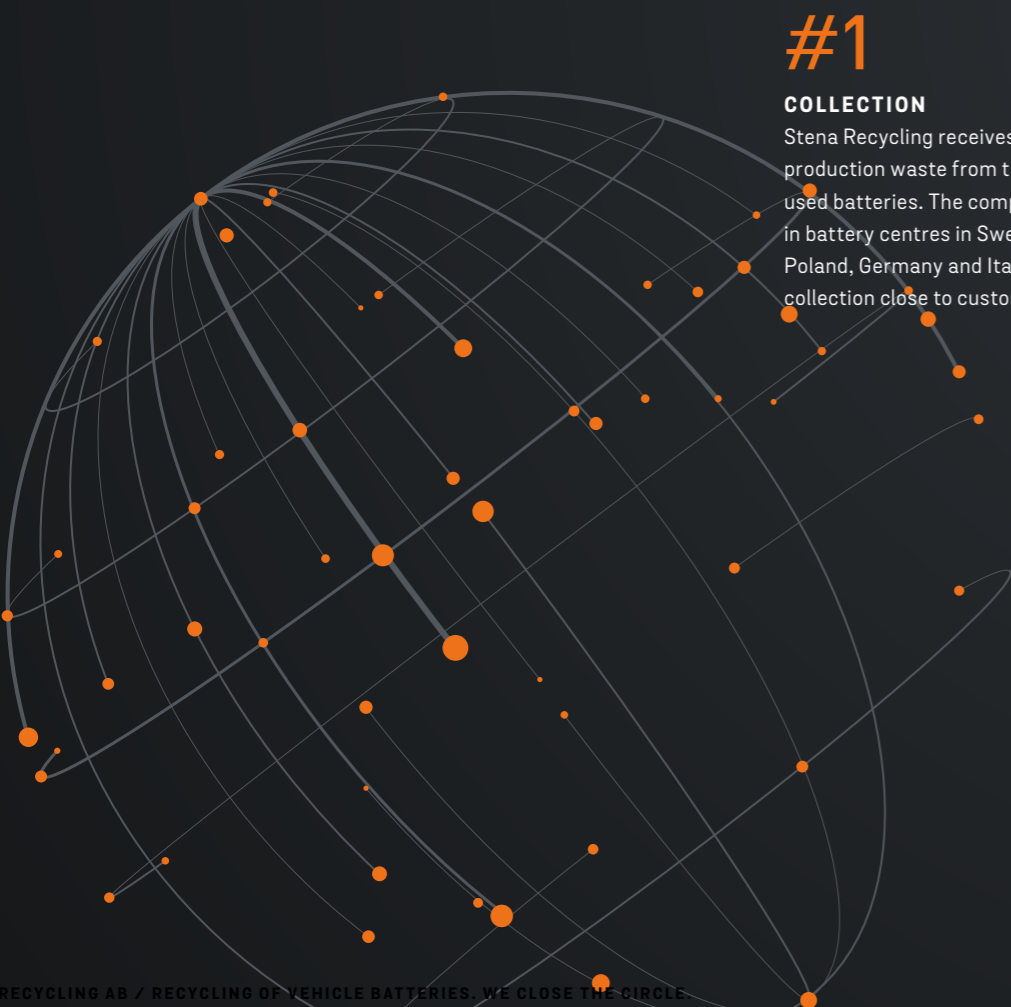 #1
COLLECTION
Stena Recycling receives
production waste from t
used batteries. The comp
in battery centres in Swe
Poland, Germany and Ita
collection close to custo
RECYCLING AB / RECYCLING OF VEHICLE BATTERIES. WE CLOSE THE CIRCLE.